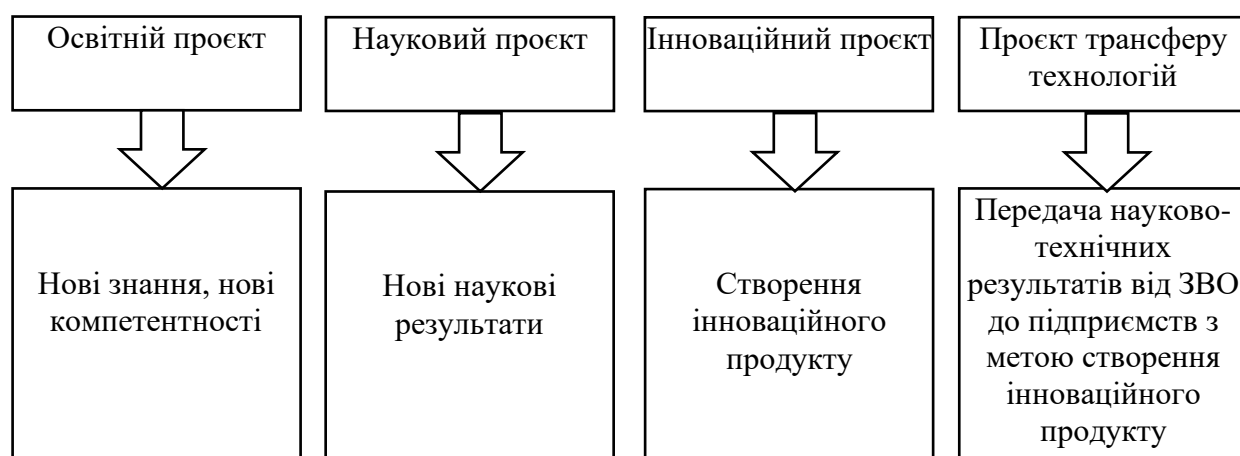 Освітній проєкт
Науковий проєкт
Інноваційний проєкт
Проєкт трансферу
технологій
Нові знання, нові
компетентності
Нові наукові
результати
Створення
інноваційного
продукту
Передача науково-
технічних
результатів від ЗВО
до підприємств з
метою створення
інноваційного
продукту